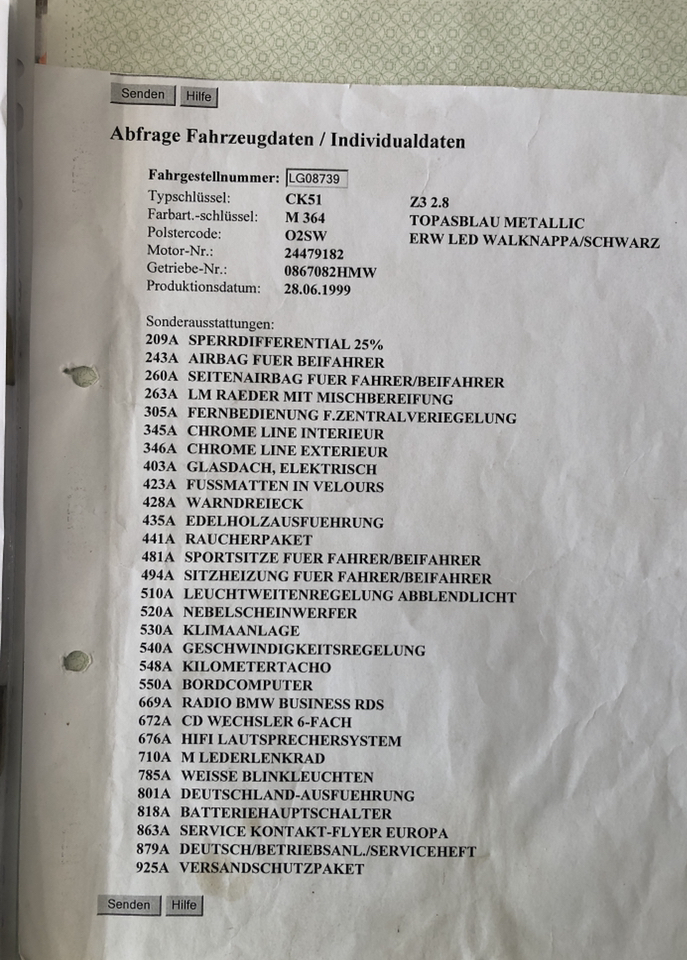 Senden Hilfe
Abfrage Fahrzeugdaten / Individualdaten
Fahrgestellnummer: LG08739
Typschlüssel: CK51 Z3 2.8
Farbart.-schlüssel: M 364 TOPASBLAU METALLIC
Polstercode: O2SW ERW LED WALKNAPPA/SCHWARZ
Motor-Nr.: 24479182
Getriebe-Nr.: 0867082HMW
Produktionsdatum: 28.06.1999
Sonderausstattungen:
209A SPERRDIFFERENTIAL 25%
243A AIRBAG FUER BEIFAHRER
260A SEITENAIRBAG FUER FAHRER/BEIFAHRER
263A LM RAEDER MIT MISCHBEREIFUNG
305A FERNBEDIENUNG F.ZENTRALVERIEGELUNG
345A CHROME LINE INTERIEUR
346A CHROME LINE EXTERIEUR
403A GLASDACH, ELEKTRISCH
423A FUSSMATTEN IN VELOURS
428A WARNDREIECK
435A EDELHOLZAUSFUEHRUNG
441A RAUCHERPAKET
481A SPORTSITZE FUER FAHRER/BEIFAHRER
494A SITZHEIZUNG FUER FAHRER/BEIFAHRER
510A LEUCHTWEITENREGELUNG ABBLENDLICHT
520A NEBELSCHEINWERFER
530A KLIMAANLAGE
540A GESCHWINDIGKEITSREGELUNG
548A KILOMETERTACHO
550A BORDCOMPUTER
669A RADIO BMW BUSINESS RDS
672A CD WECHSLER 6-FACH
676A HIFI LAUTSPRECHERSYSTEM
710A M LEDERLENKRAD
785A WEISSE BLINKLEUCHTEN
801A DEUTSCHLAND-AUSFUEHRUNG
818A BATTERIEHAUPTSCHALTER
863A SERVICE KONTAKT-FLYER EUROPA
879A DEUTSCH/BETRIEBSANL./SERVICEHEFT
925A VERSANDSCHUTZPAKET
Senden Hilfe